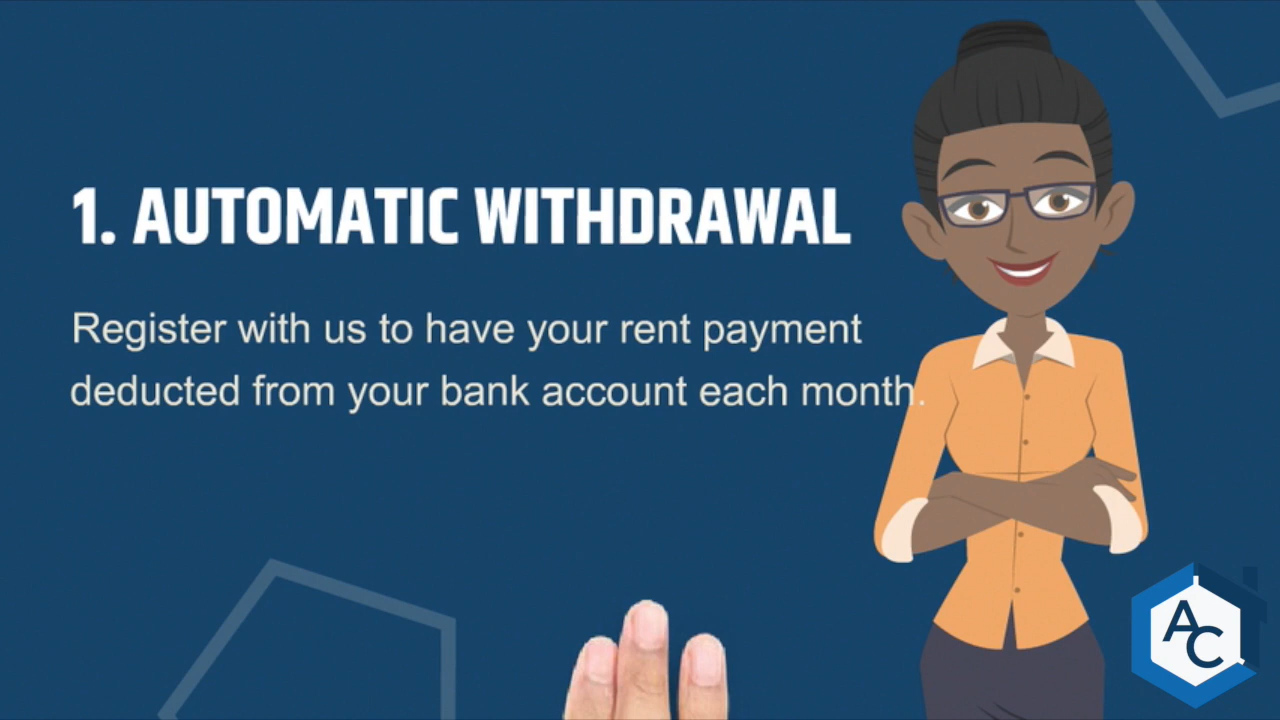 1. AUTOMATIC WITHDRAWAL
Register with us to have your rent payment
deducted from your bank account each month.
AC